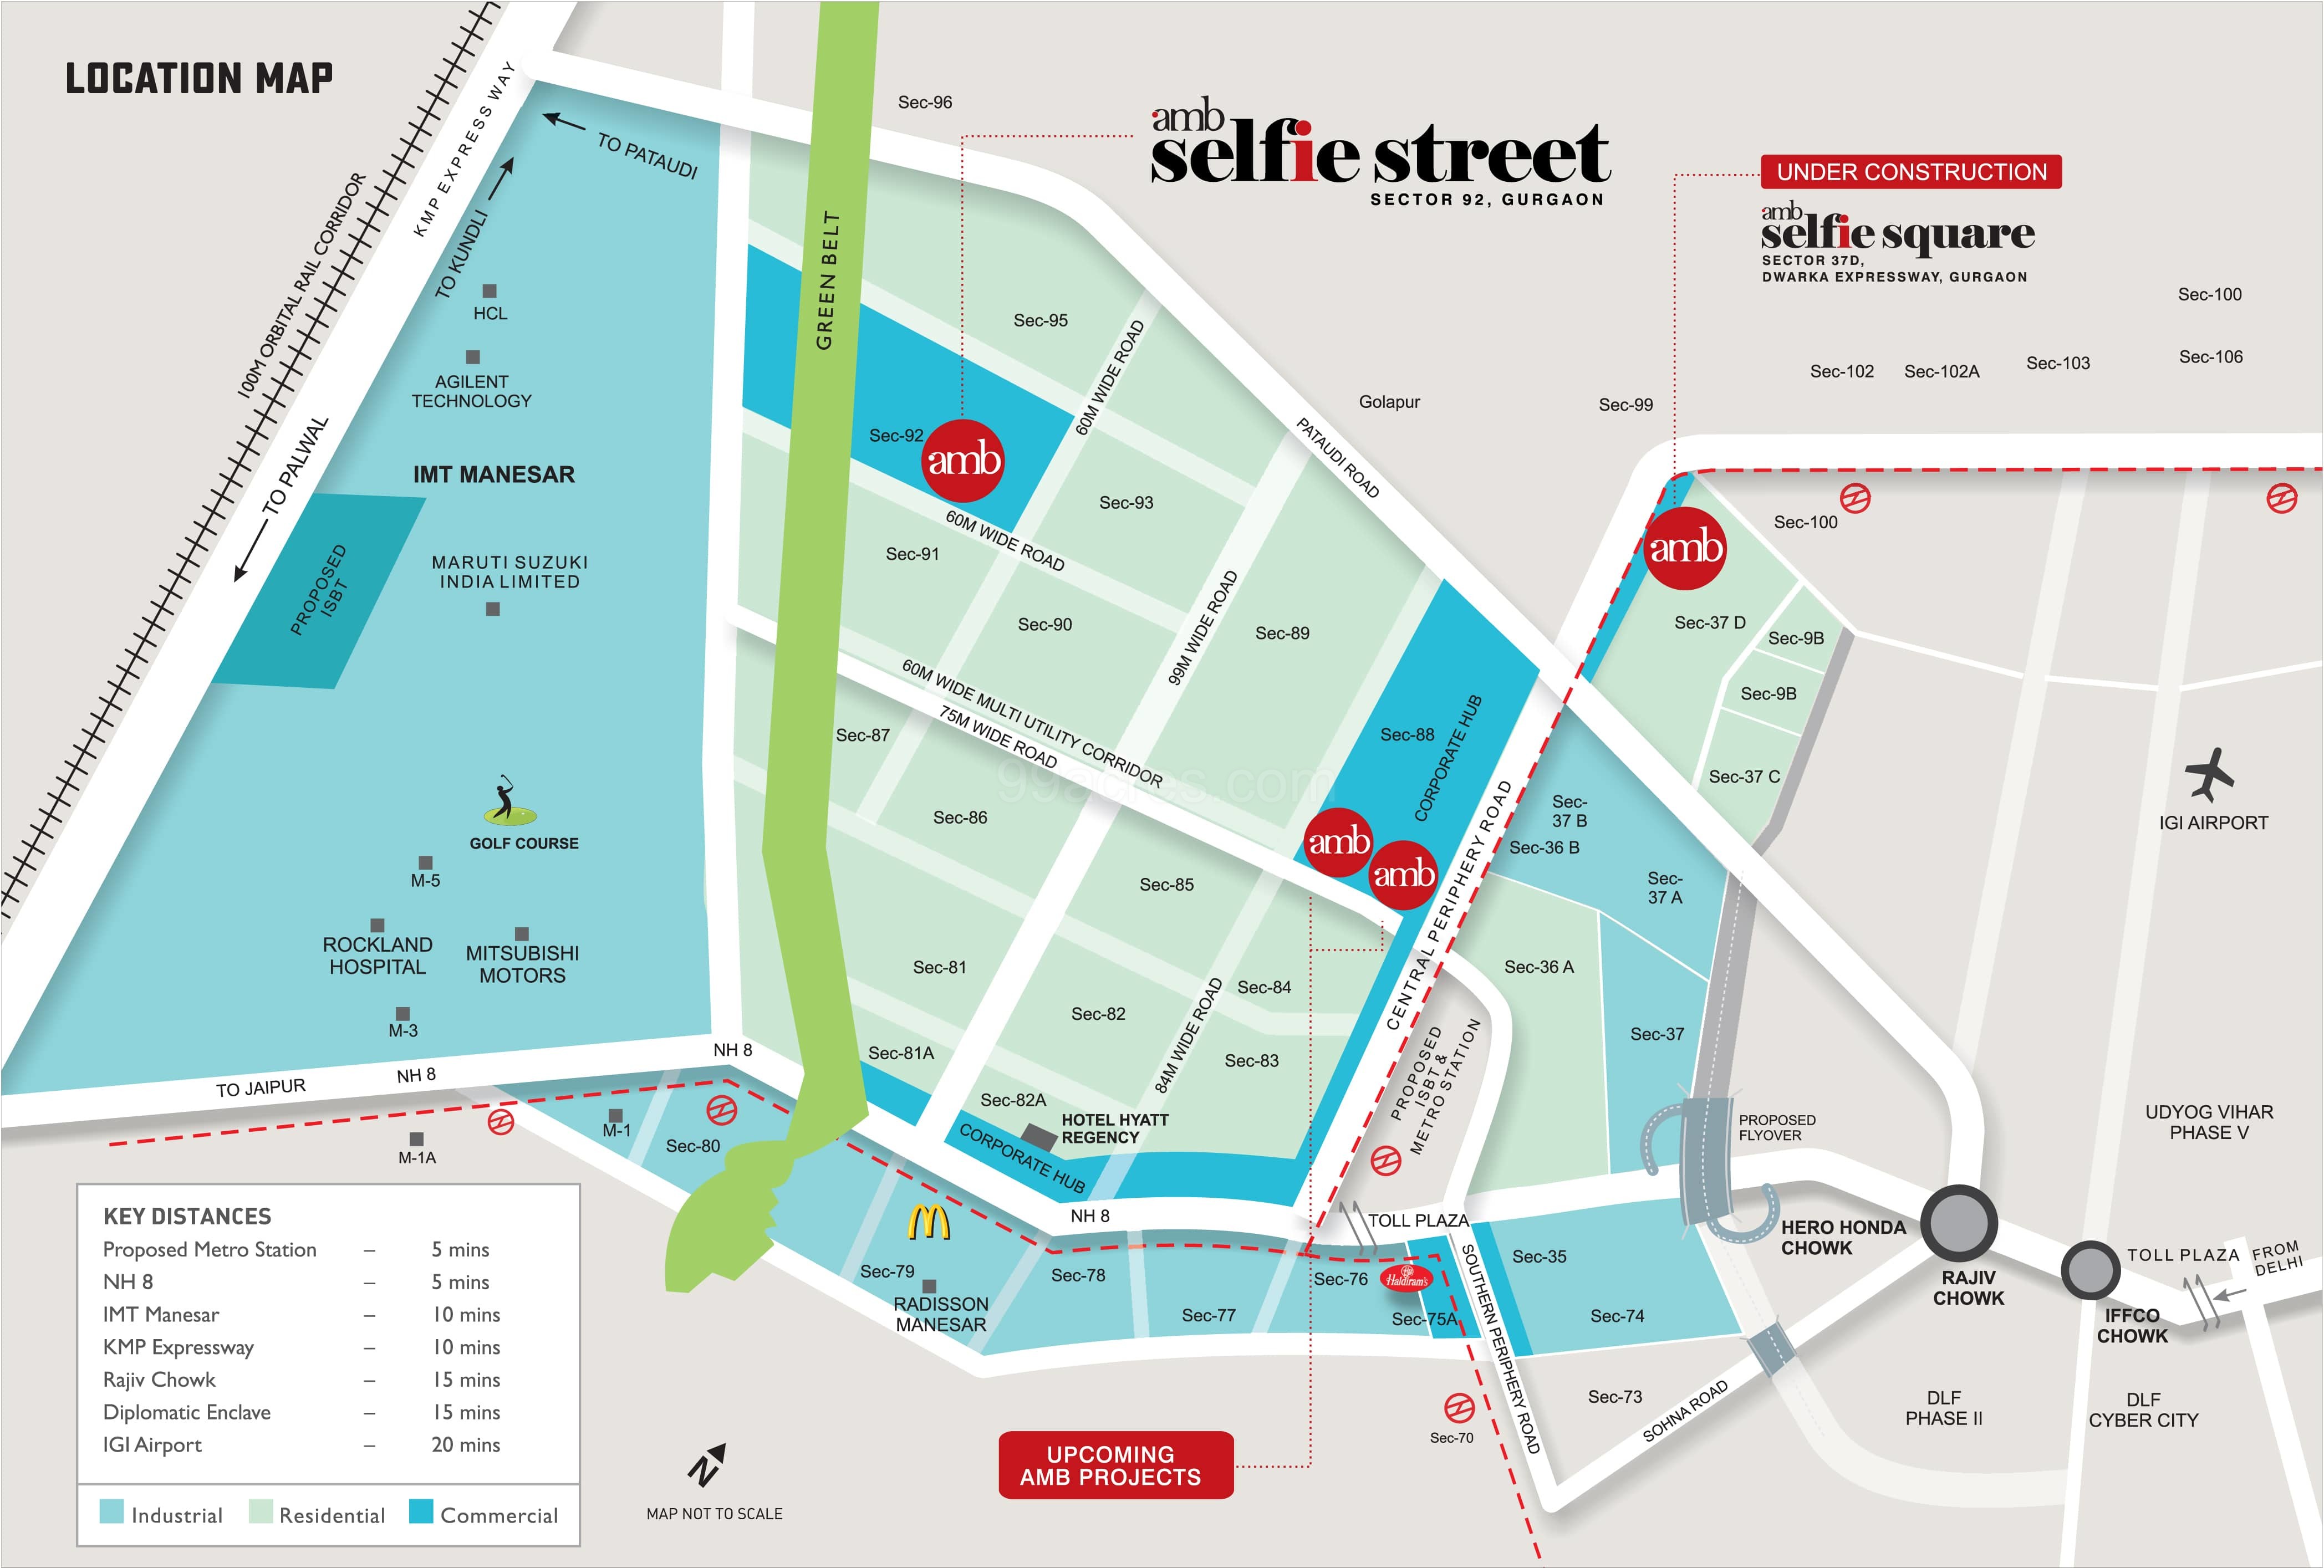 LOCATION MAP
amb
selfie street
SECTOR 92, GURGAON
UNDER CONSTRUCTION
amb
selfie square
SECTOR 37D,
DWARKA EXPRESSWAY, GURGAON
Sec-96
KMP EXPRESS WAY
TO PATAUDI
TO KUNDLI
100M ORBITAL RAIL CORRIDOR
TO PALWAL
HCL
AGILENT
TECHNOLOGY
IMT MANESAR
PROPOSED
ISBT
MARUTI SUZUKI
INDIA LIMITED
GOLF COURSE
M-5
ROCKLAND
HOSPITAL
MITSUBISHI
MOTORS
M-3
NH 8
TO JAIPUR
NH 8
M-1
M-1A
Sec-80
GREEN BELT
Sec-95
60M WIDE ROAD
Sec-92
amb
Sec-93
60M WIDE ROAD
Sec-91
Sec-90
99M WIDE ROAD
Sec-89
PATAUDI ROAD
Golapur
Sec-99
Sec-102
Sec-102A
Sec-103
Sec-100
Sec-106
Sec-100
amb
Sec-37 D
Sec-9B
Sec-9B
Sec-37 C
60M WIDE MULTI UTILITY CORRIDOR
75M WIDE ROAD
99acres.com
Sec-87
Sec-86
Sec-85
Sec-88
CORPORATE HUB
amb
amb
CENTRAL PERIPHERY ROAD
Sec-
37 B
Sec-36 B
Sec-
37 A
Sec-36 A
Sec-37
Sec-81
Sec-84
Sec-82
84M WIDE ROAD
Sec-83
Sec-81A
Sec-82A
HOTEL HYATT
REGENCY
CORPORATE HUB
NH 8
PROPOSED
ISBT &
METRO STATION
TOLL PLAZA
PROPOSED
FLYOVER
HERO HONDA
CHOWK
RAJIV
CHOWK
IFFCO
CHOWK
TOLL PLAZA
FROM
DELHI
IGI AIRPORT
UDYOG VIHAR
PHASE V
DLF
PHASE II
DLF
CYBER CITY
Sec-79
RADISSON
MANESAR
Sec-78
Sec-77
Sec-76
Haldiram's
Sec-75A
Sec-35
Sec-74
SOUTHERN PERIPHERY ROAD
Sec-73
SOHNA ROAD
Sec-70
UPCOMING
AMB PROJECTS
N
MAP NOT TO SCALE
KEY DISTANCES
Proposed Metro Station – 5 mins
NH 8 – 5 mins
IMT Manesar – 10 mins
KMP Expressway – 10 mins
Rajiv Chowk – 15 mins
Diplomatic Enclave – 15 mins
IGI Airport – 20 mins
Industrial
Residential
Commercial